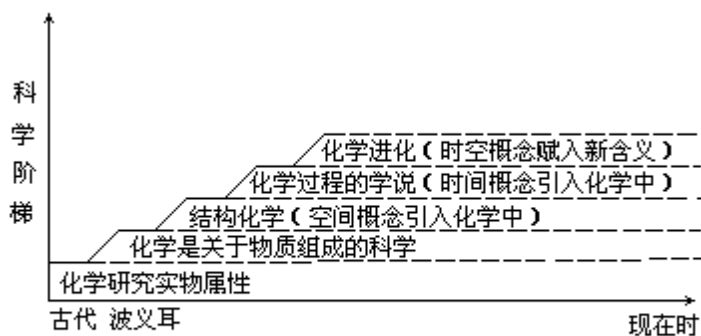 科学阶梯
化学进化(时空概念赋入新含义)
化学过程的学说(时间概念引入化学中)
结构化学(空间概念引入化学中)
化学是关于物质组成的科学
化学研究实物属性
古代 波义耳 现在时